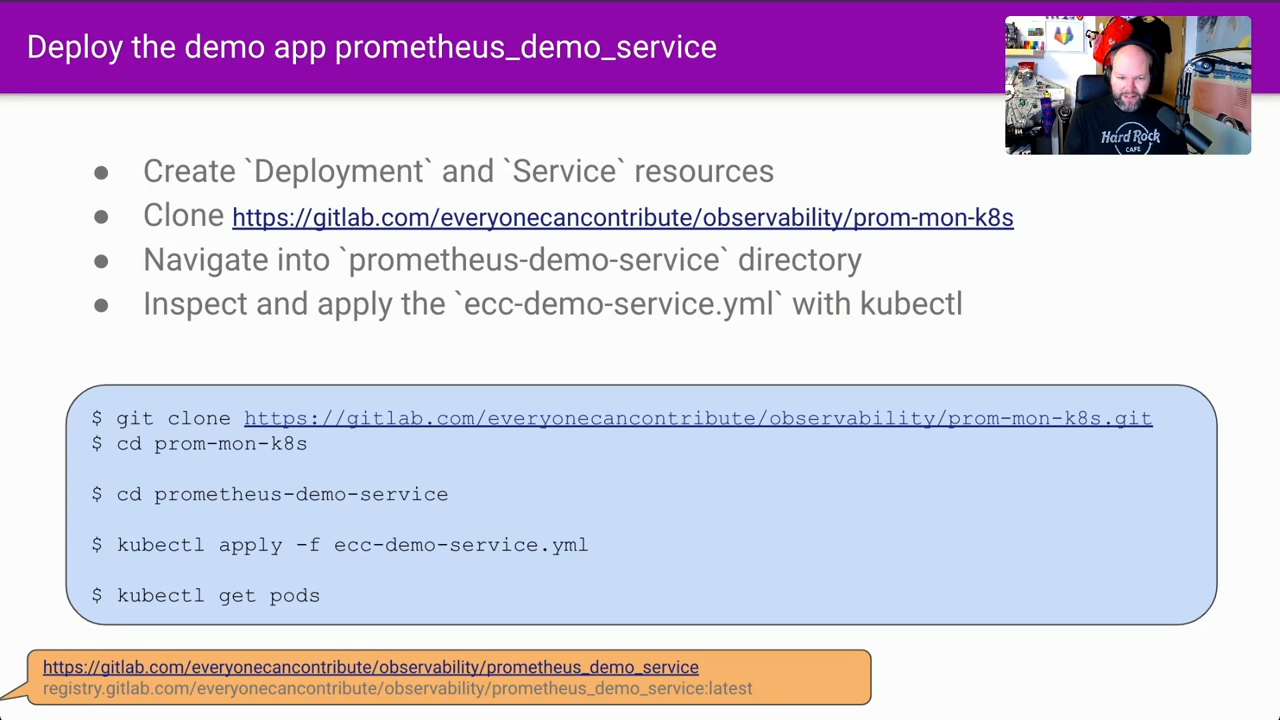 Deploy the demo app prometheus_demo_service
Hard Rock
CAFE
● Create `Deployment` and `Service` resources
● Clone https://gitlab.com/everyonecancontribute/observability/prom-mon-k8s
● Navigate into `prometheus-demo-service` directory
● Inspect and apply the `ecc-demo-service.yml` with kubectl
$ git clone https://gitlab.com/everyonecancontribute/observability/prom-mon-k8s.git
$ cd prom-mon-k8s
$ cd prometheus-demo-service
$ kubectl apply -f ecc-demo-service.yml
$ kubectl get pods
https://gitlab.com/everyonecancontribute/observability/prometheus_demo_service
registry.gitlab.com/everyonecancontribute/observability/prometheus_demo_service:latest